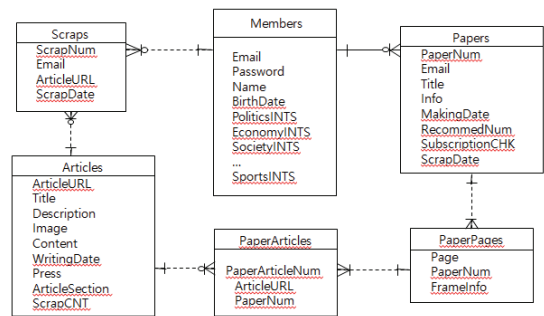 Scraps
ScrapNum
Email
ArticleURL
ScrapDate
Members
Email
Password
Name
BirthDate
PoliticsINTS
EconomyINTS
SocietyINTS
...
SportsINTS
Papers
PaperNum
Email
Title
Info
MakingDate
RecommedNum
SubscriptionCHK
ScrapDate
Articles
ArticleURL
Title
Description
Image
Content
WritingDate
Press
ArticleSection
ScrapCNT
PaperArticles
PaperArticleNum
ArticleURL
PaperNum
PaperPages
Page
PaperNum
FrameInfo